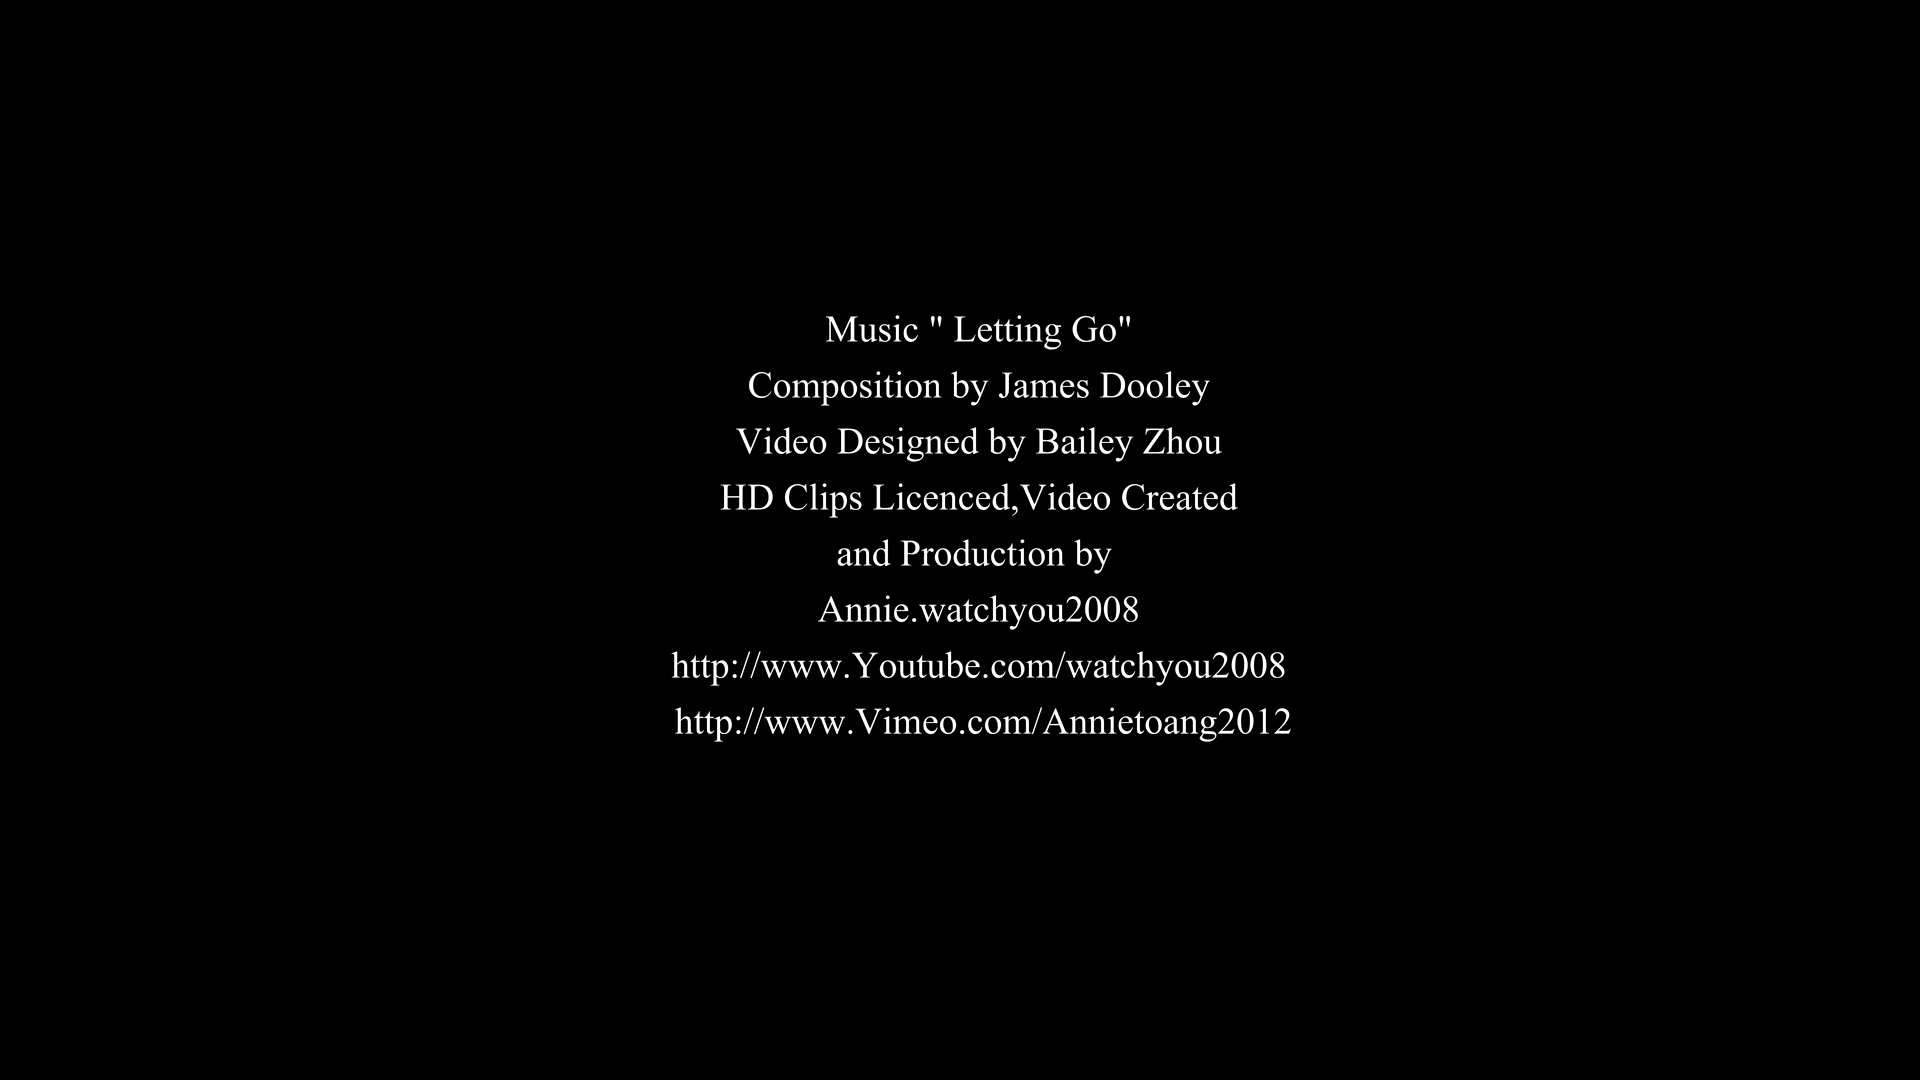 Music " Letting Go"
Composition by James Dooley
Video Designed by Bailey Zhou
HD Clips Licenced,Video Created
and Production by
Annie.watchyou2008
http://www.Youtube.com/watchyou2008
http://www.Vimeo.com/Annietoang2012